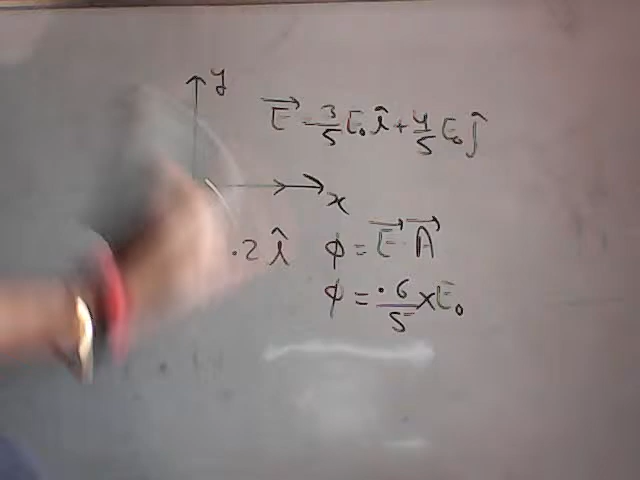 y
E⃗ = 3/5 E₀ î + 4/5 E₀ ĵ
x
.2 î
ϕ = E⃗ A⃗
ϕ = .6/5 × E₀